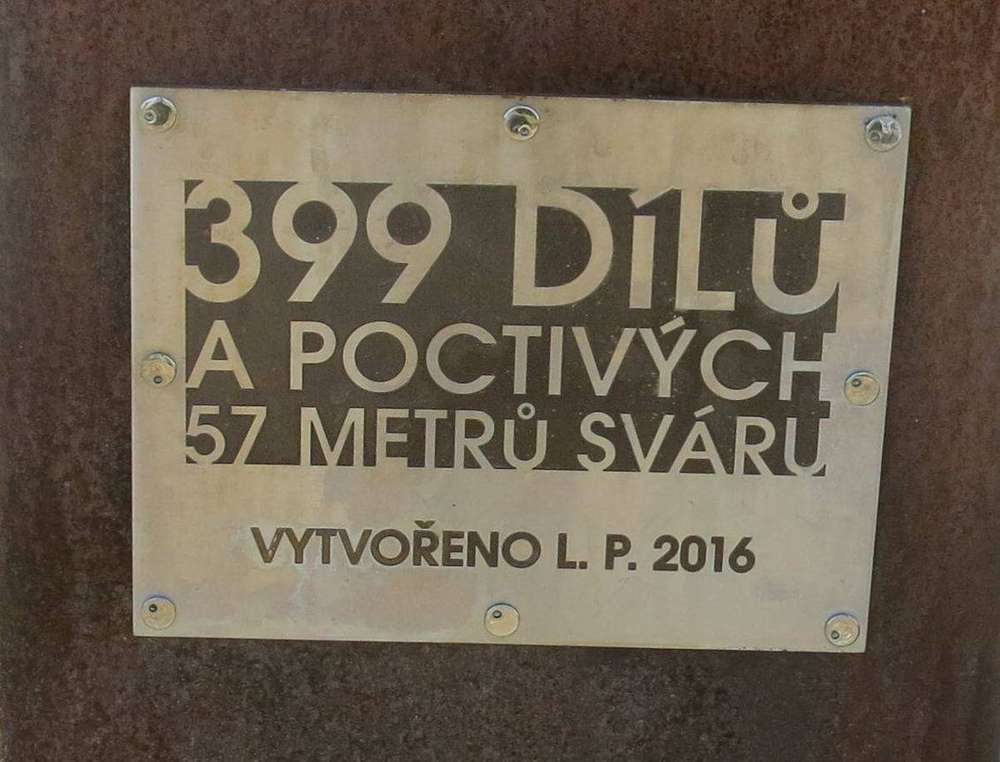 399 DÍLŮ
A POCTIVÝCH
57 METRŮ SVÁRU
VYTVOŘENO L. P. 2016